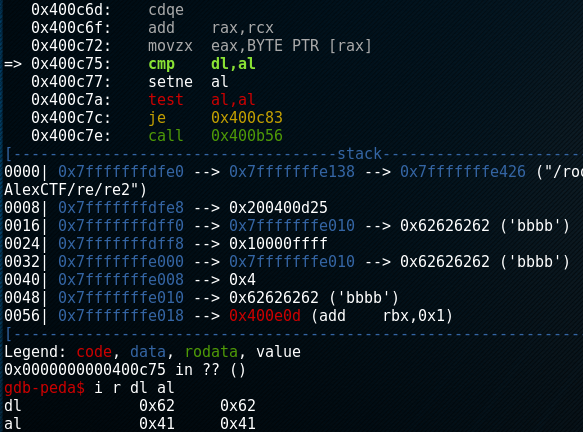 0x400c6d: cdqe
0x400c6f: add rax,rcx
0x400c72: movzx eax,BYTE PTR [rax]
=> 0x400c75: cmp dl,al
0x400c77: setne al
0x400c7a: test al,al
0x400c7c: je 0x400c83
0x400c7e: call 0x400b56
[------------------------------------stack-----------------------
0000| 0x7fffffffdfe0 --> 0x7fffffffe138 --> 0x7fffffffe426 ("/roo
AlexCTF/re/re2")
0008| 0x7fffffffdfe8 --> 0x200400d25
0016| 0x7fffffffdff0 --> 0x7fffffffe010 --> 0x62626262 ('bbbb')
0024| 0x7fffffffdff8 --> 0x10000ffff
0032| 0x7fffffffe000 --> 0x7fffffffe010 --> 0x62626262 ('bbbb')
0040| 0x7fffffffe008 --> 0x4
0048| 0x7fffffffe010 --> 0x62626262 ('bbbb')
0056| 0x7fffffffe018 --> 0x400e0d (add rbx,0x1)
[----------------------------------------------------------------
Legend: code, data, rodata, value
0x0000000000400c75 in ?? ()
gdb-peda$ i r dl al
dl 0x62 0x62
al 0x41 0x41